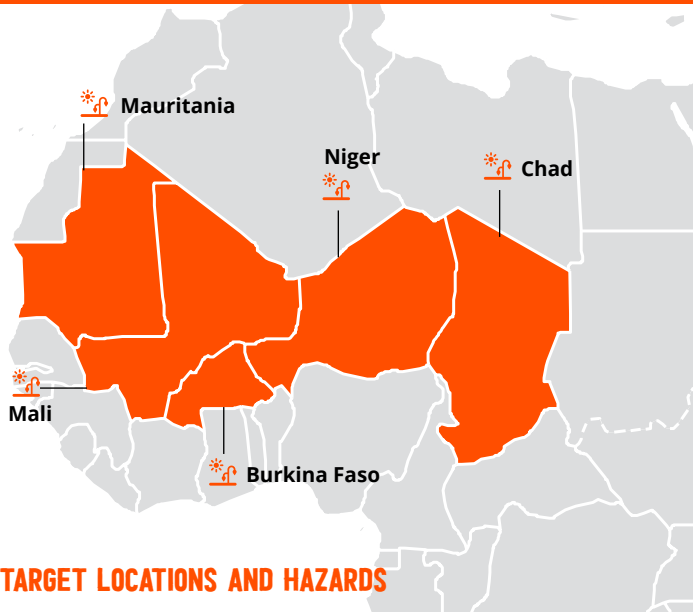 Mauritania
Niger
Chad
Mali
Burkina Faso
TARGET LOCATIONS AND HAZARDS